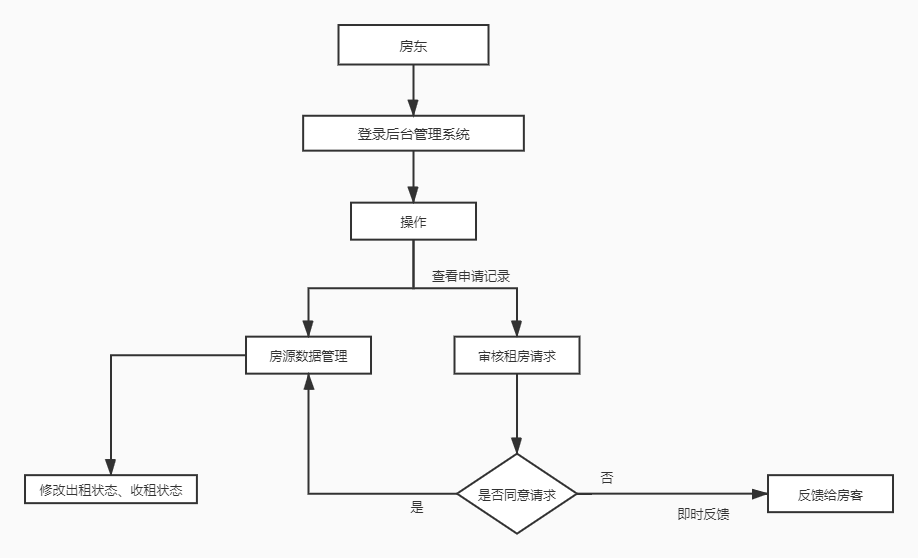 房东
登录后台管理系统
操作
查看申请记录
房源数据管理
审核租房请求
修改出租状态、收租状态
是
是否同意请求
否
即时反馈
反馈给房客